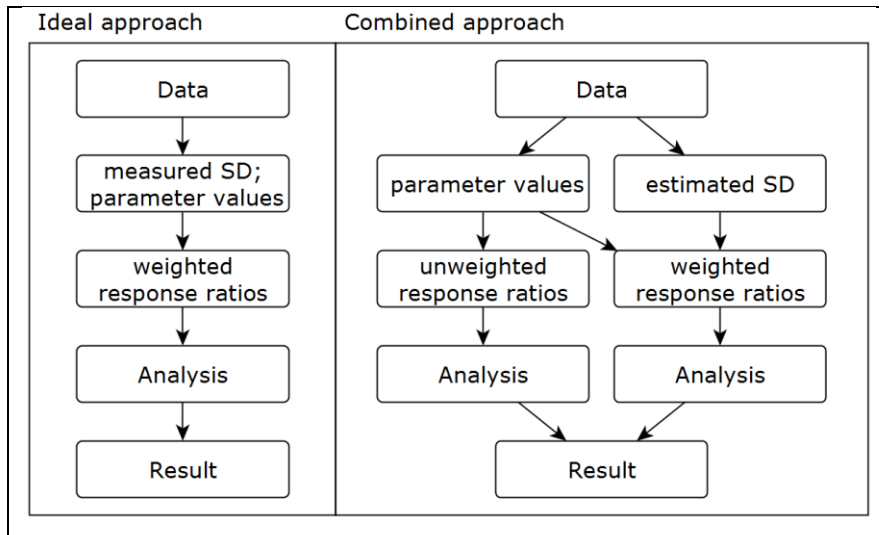 Ideal approach
Combined approach
Data
measured SD;
parameter values
weighted
response ratios
Analysis
Result
Data
parameter values
estimated SD
unweighted
response ratios
weighted
response ratios
Analysis
Analysis
Result